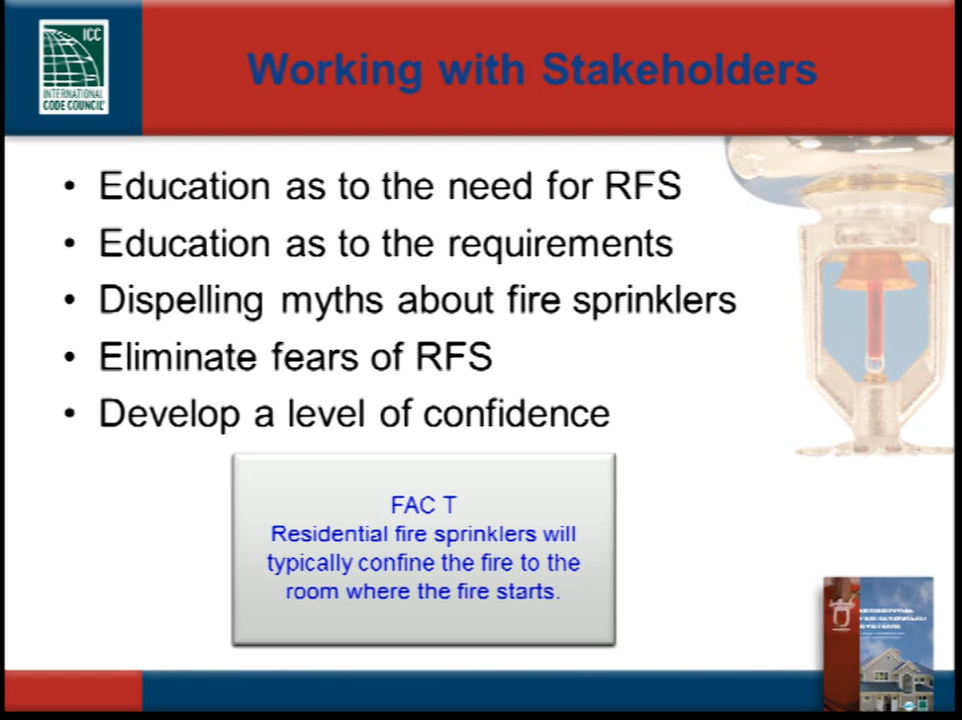 ICC
INTERNATIONAL
CODE COUNCIL
Working with Stakeholders
• Education as to the need for RFS
• Education as to the requirements
• Dispelling myths about fire sprinklers
• Eliminate fears of RFS
• Develop a level of confidence
FAC T
Residential fire sprinklers will
typically confine the fire to the
room where the fire starts.